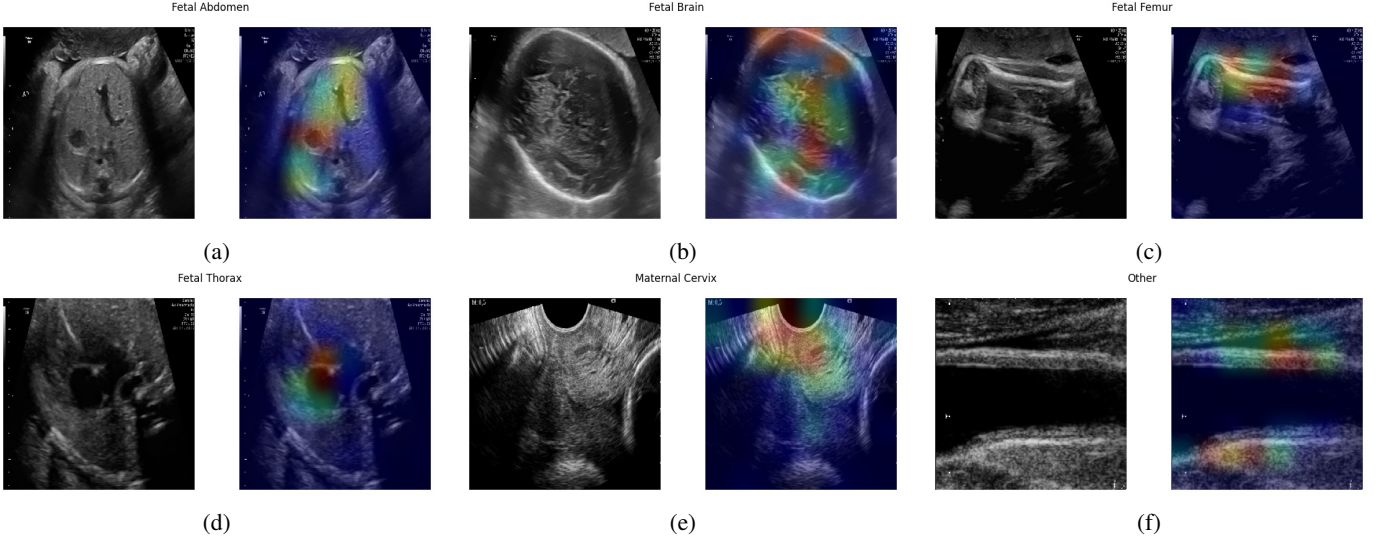 Fetal Abdomen
Fetal Brain
Fetal Femur
(a)
(b)
(c)
Fetal Thorax
Maternal Cervix
Other
(d)
(e)
(f)